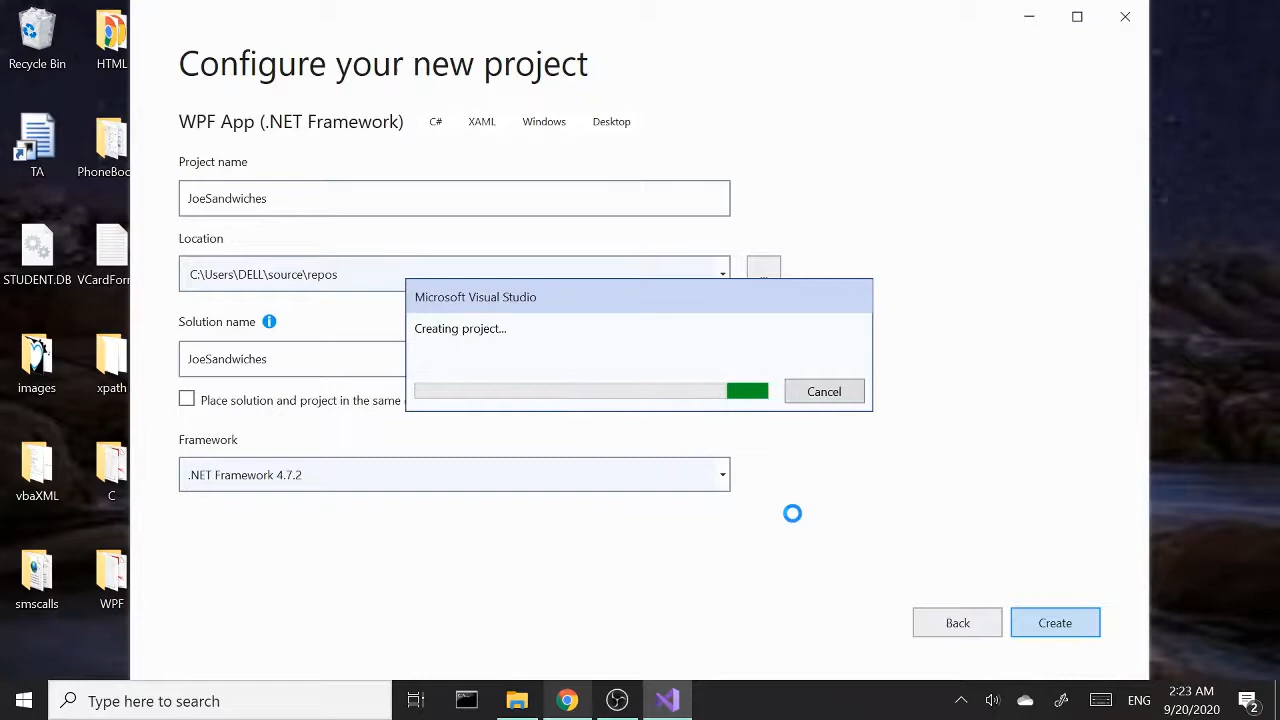 Recycle Bin
HTML
TA
PhoneBoo
STUDENT.DB
VCardForm
images
xpath
vbaXML
C
smscalls
WPF
Configure your new project
WPF App (.NET Framework) C# XAML Windows Desktop
Project name
JoeSandwiches
Location
C:\Users\DELL\source\repos
...
Solution name
JoeSandwiches
Place solution and project in the same
Framework
.NET Framework 4.7.2
Microsoft Visual Studio
Creating project...
Cancel
Back
Create
Type here to search
ENG
:23 AM
9/20/2020
2